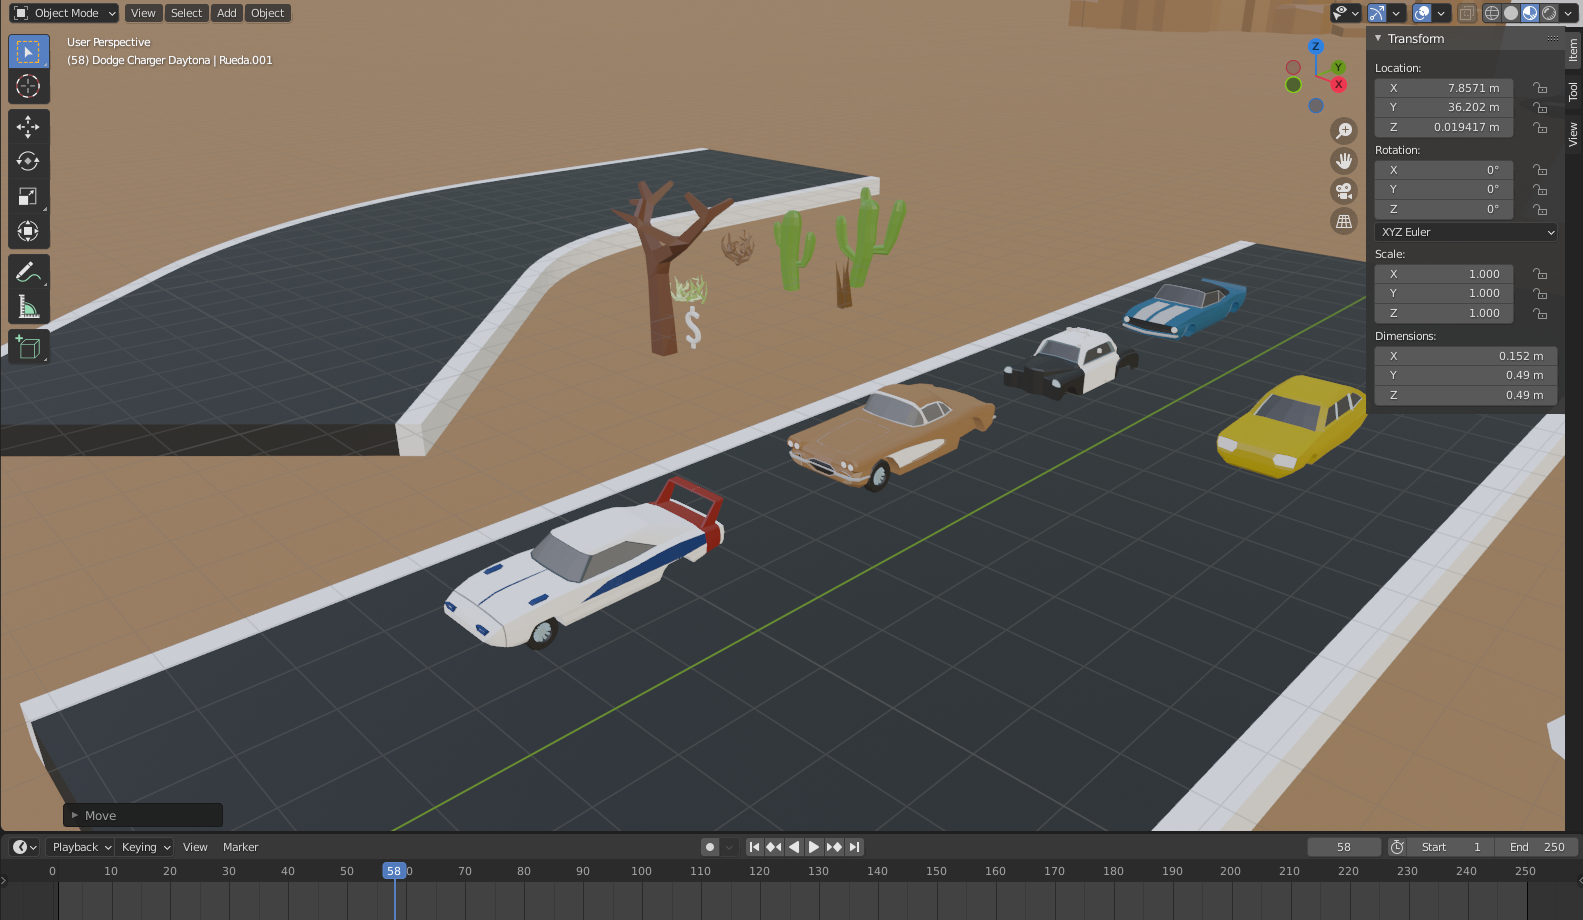 Object Mode View Select Add Object
User Perspective
(58) Dodge Charger Daytona | Rueda.001
Z
Y
X
Transform
Item
Tool
View
Location:
X 7.8571 m
Y 36.202 m
Z 0.019417 m
Rotation:
X 0°
Y 0°
Z 0°
XYZ Euler
Scale:
X 1.000
Y 1.000
Z 1.000
Dimensions:
X 0.152 m
Y 0.49 m
Z 0.49 m
$
Move
Playback Keying View Marker 58 Start 1 End 250
0 10 20 30 40 50 58 0 70 80 90 100 110 120 130 140 150 160 170 180 190 200 210 220 230 240 250